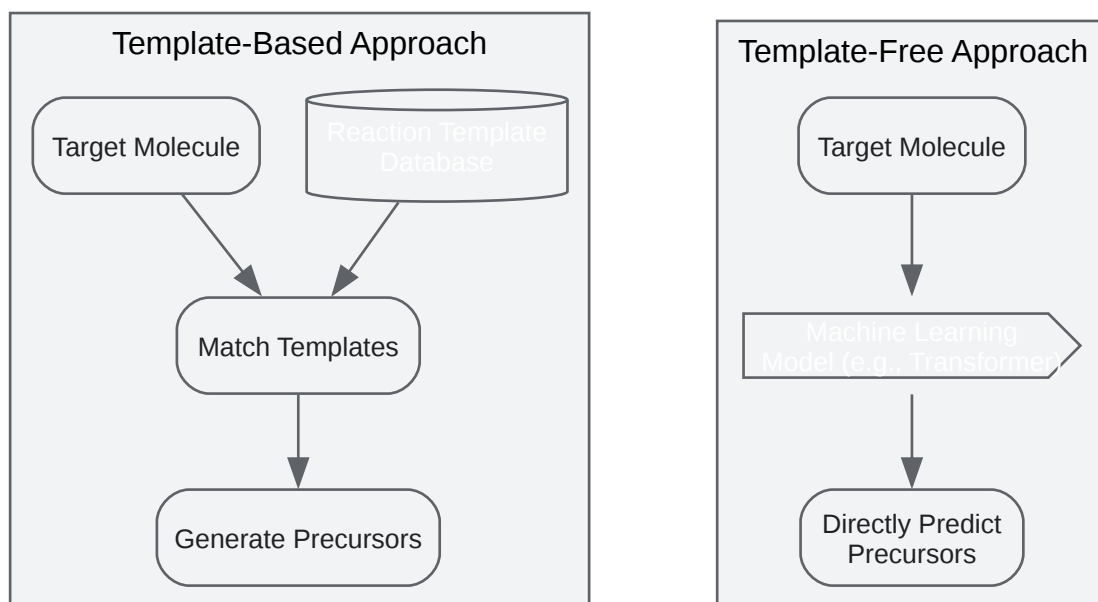 Template-Based Approach
Target Molecule
Reaction Template
Database
Match Templates
Generate Precursors
Template-Free Approach
Target Molecule
Machine Learning
Model (e.g., Transformer)
Directly Predict
Precursors